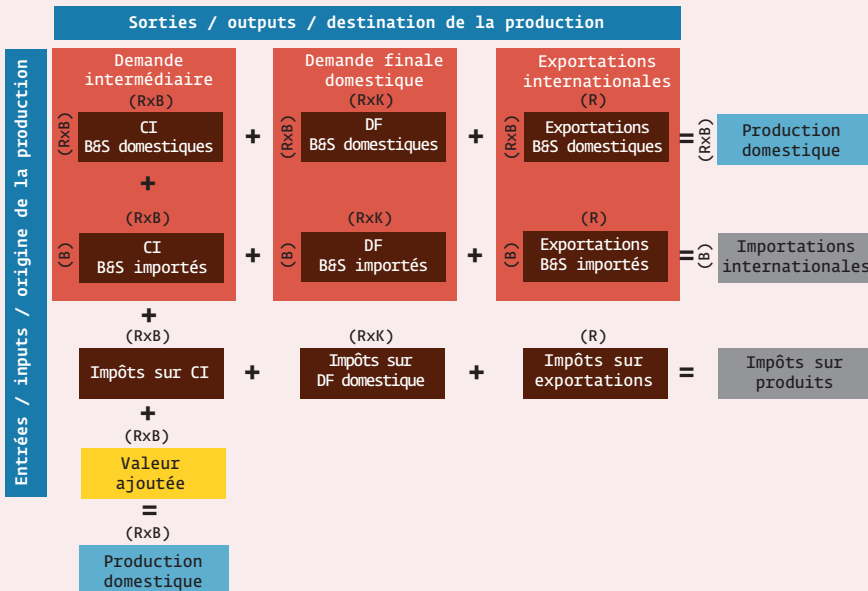 Sorties / outputs / destination de la production
Entrées / inputs / origine de la production
Demande
intermédiaire
(RxB)
Demande finale
domestique
(RxK)
Exportations
internationales
(R)
(RxB)
CI
B&S domestiques
+
(RxB)
DF
B&S domestiques
+
(RxB)
Exportations
B&S domestiques
=
(RxB)
Production
domestique
+
(RxB)
(RxK)
(R)
(B)
CI
B&S importés
+
(B)
DF
B&S importés
+
(B)
Exportations
B&S importés
=
(B)
Importations
internationales
+
(RxB)
(RxK)
(R)
Impôts sur CI
+
Impôts sur
DF domestique
+
Impôts sur
exportations
=
Impôts sur
produits
+
(RxB)
Valeur
ajoutée
=
(RxB)
Production
domestique